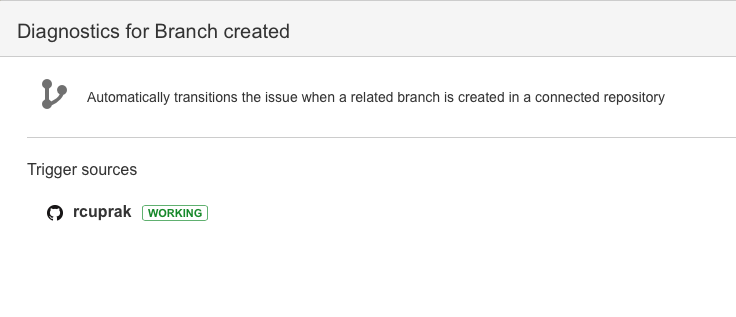 Diagnostics for Branch created
Automatically transitions the issue when a related branch is created in a connected repository
Trigger sources
rcuprak WORKING